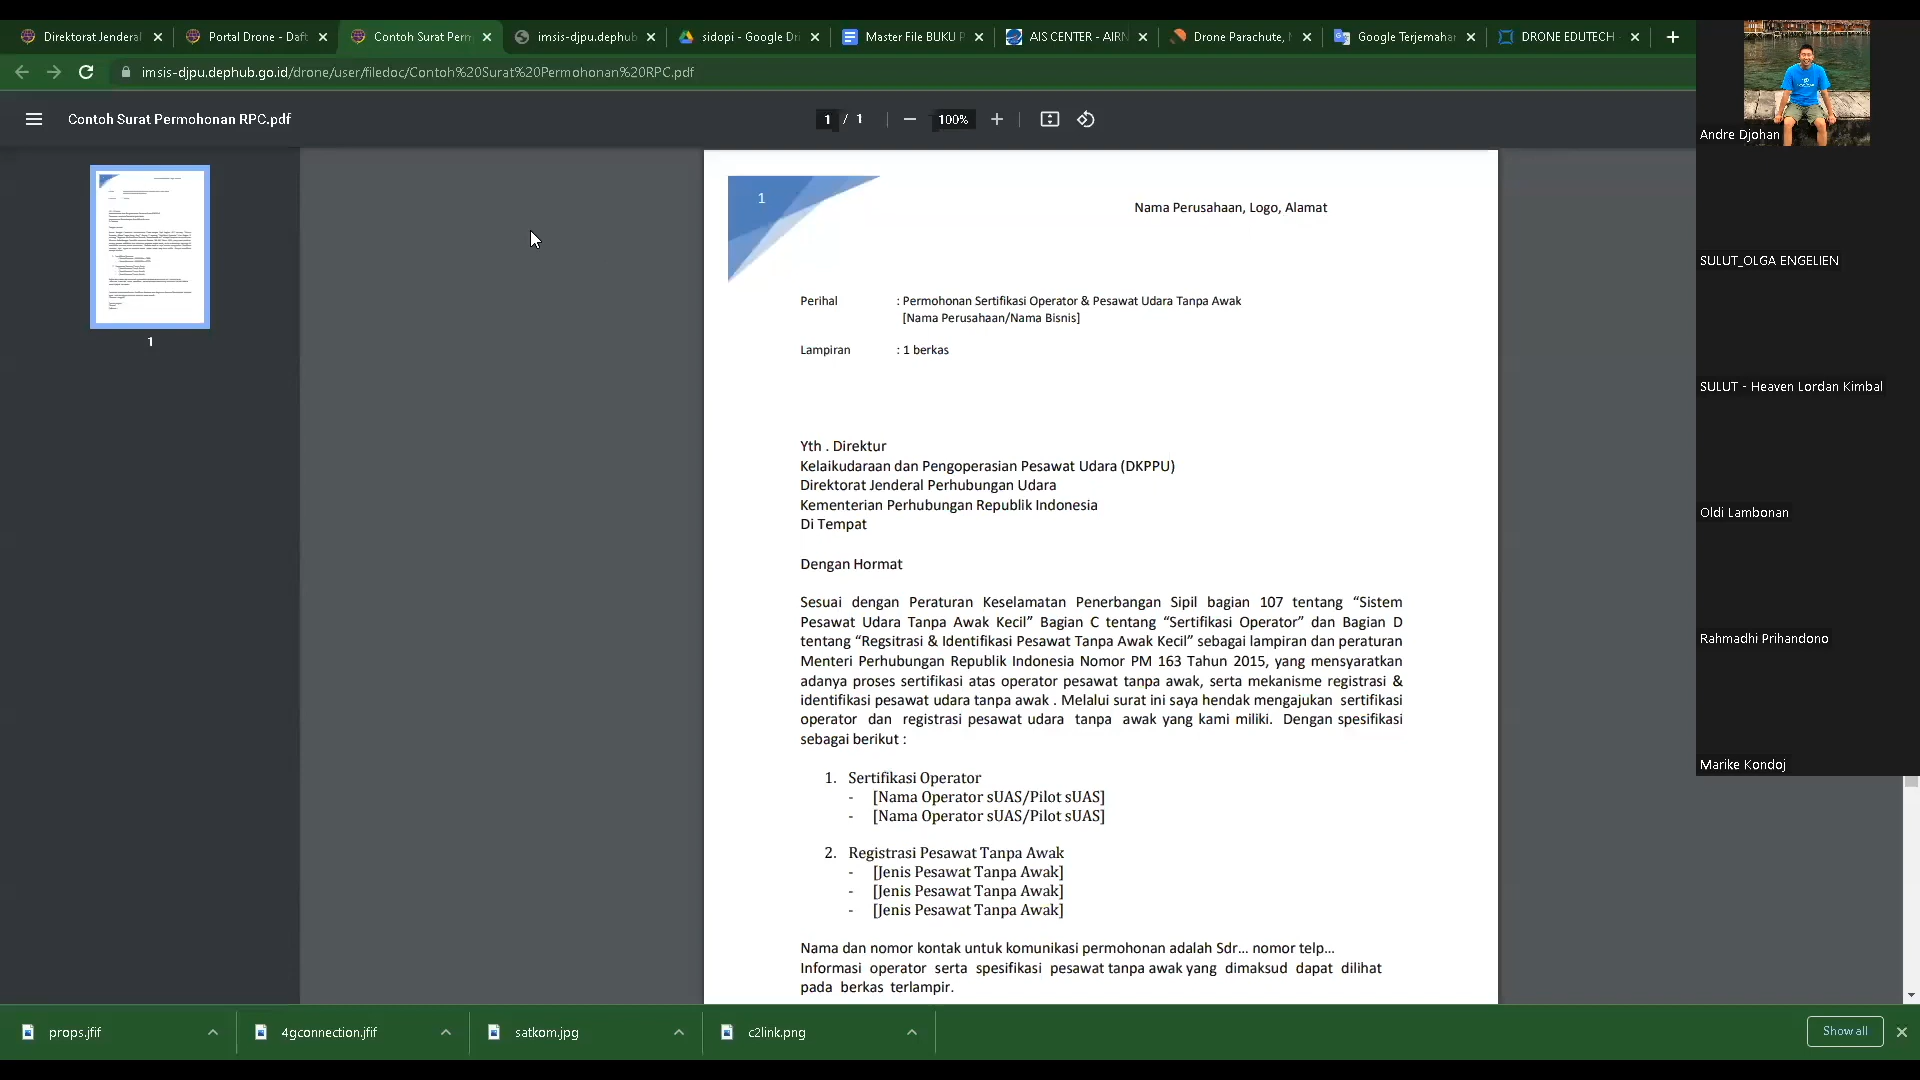 Direktorat Jenderal
Portal Drone - Daft
Contoh Surat Perm
imsis-djpu.dephub
sidopi - Google Dri
Master File BUKU P
AIS CENTER - AIRN
Drone Parachute,
Google Terjemahan
DRONE EDUTECH
imsis-djpu.dephub.go.id/drone/user/filedoc/Contoh%20Surat%20Permohonan%20RPC.pdf
Contoh Surat Permohonan RPC.pdf
1 / 1
100%
1
1
Nama Perusahaan, Logo, Alamat
Perihal : Permohonan Sertifikasi Operator & Pesawat Udara Tanpa Awak
[Nama Perusahaan/Nama Bisnis]
Lampiran : 1 berkas
Yth . Direktur
Kelaikudaraan dan Pengoperasian Pesawat Udara (DKPPU)
Direktorat Jenderal Perhubungan Udara
Kementerian Perhubungan Republik Indonesia
Di Tempat
Dengan Hormat
Sesuai dengan Peraturan Keselamatan Penerbangan Sipil bagian 107 tentang “Sistem
Pesawat Udara Tanpa Awak Kecil” Bagian C tentang “Sertifikasi Operator” dan Bagian D
tentang “Regsitrasi & Identifikasi Pesawat Tanpa Awak Kecil” sebagai lampiran dan peraturan
Menteri Perhubungan Republik Indonesia Nomor PM 163 Tahun 2015, yang mensyaratkan
adanya proses sertifikasi atas operator pesawat tanpa awak, serta mekanisme registrasi &
identifikasi pesawat udara tanpa awak . Melalui surat ini saya hendak mengajukan sertifikasi
operator dan registrasi pesawat udara tanpa awak yang kami miliki. Dengan spesifikasi
sebagai berikut :
1. Sertifikasi Operator
- [Nama Operator sUAS/Pilot sUAS]
- [Nama Operator sUAS/Pilot sUAS]
2. Registrasi Pesawat Tanpa Awak
- [Jenis Pesawat Tanpa Awak]
- [Jenis Pesawat Tanpa Awak]
- [Jenis Pesawat Tanpa Awak]
Nama dan nomor kontak untuk komunikasi permohonan adalah Sdr... nomor telp...
Informasi operator serta spesifikasi pesawat tanpa awak yang dimaksud dapat dilihat
pada berkas terlampir.
Andre Djohan
SULUT_OLGA ENGELIEN
SULUT - Heaven Lordan Kimbal
Oldi Lambonan
Rahmadhi Prihandono
Marike Kondoj
props.jfif
4gconnection.jfif
satkom.jpg
c2link.png
Show all